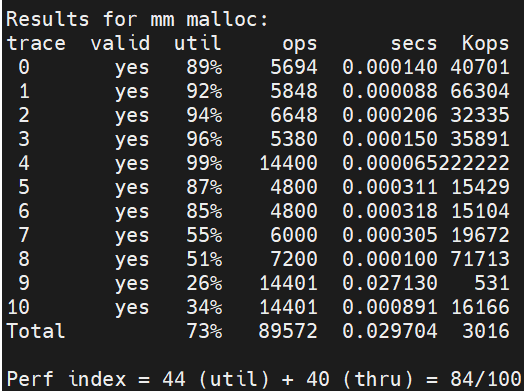 Results for mm malloc:
trace  valid  util     ops      secs  Kops
 0       yes   89%    5694  0.000140 40701
 1       yes   92%    5848  0.000088 66304
 2       yes   94%    6648  0.000206 32335
 3       yes   96%    5380  0.000150 35891
 4       yes   99%   14400  0.000065222222
 5       yes   87%    4800  0.000311 15429
 6       yes   85%    4800  0.000318 15104
 7       yes   55%    6000  0.000305 19672
 8       yes   51%    7200  0.000100 71713
 9       yes   26%   14401  0.027130   531
10       yes   34%   14401  0.000891 16166
Total          73%   89572  0.029704  3016
Perf index = 44 (util) + 40 (thru) = 84/100